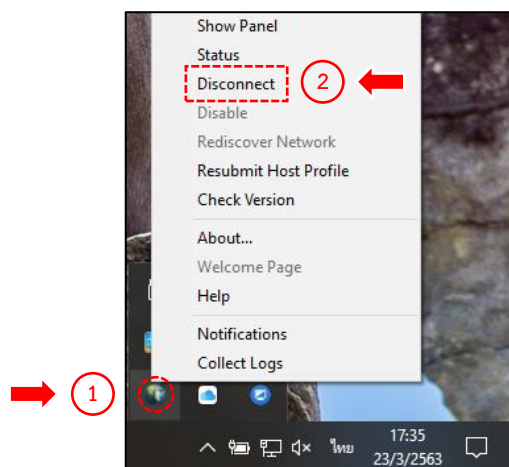 Show Panel
Status
Disconnect
2
Disable
Rediscover Network
Resubmit Host Profile
Check Version
About...
Welcome Page
Help
Notifications
Collect Logs
1
ไทย
17:35
23/3/2563